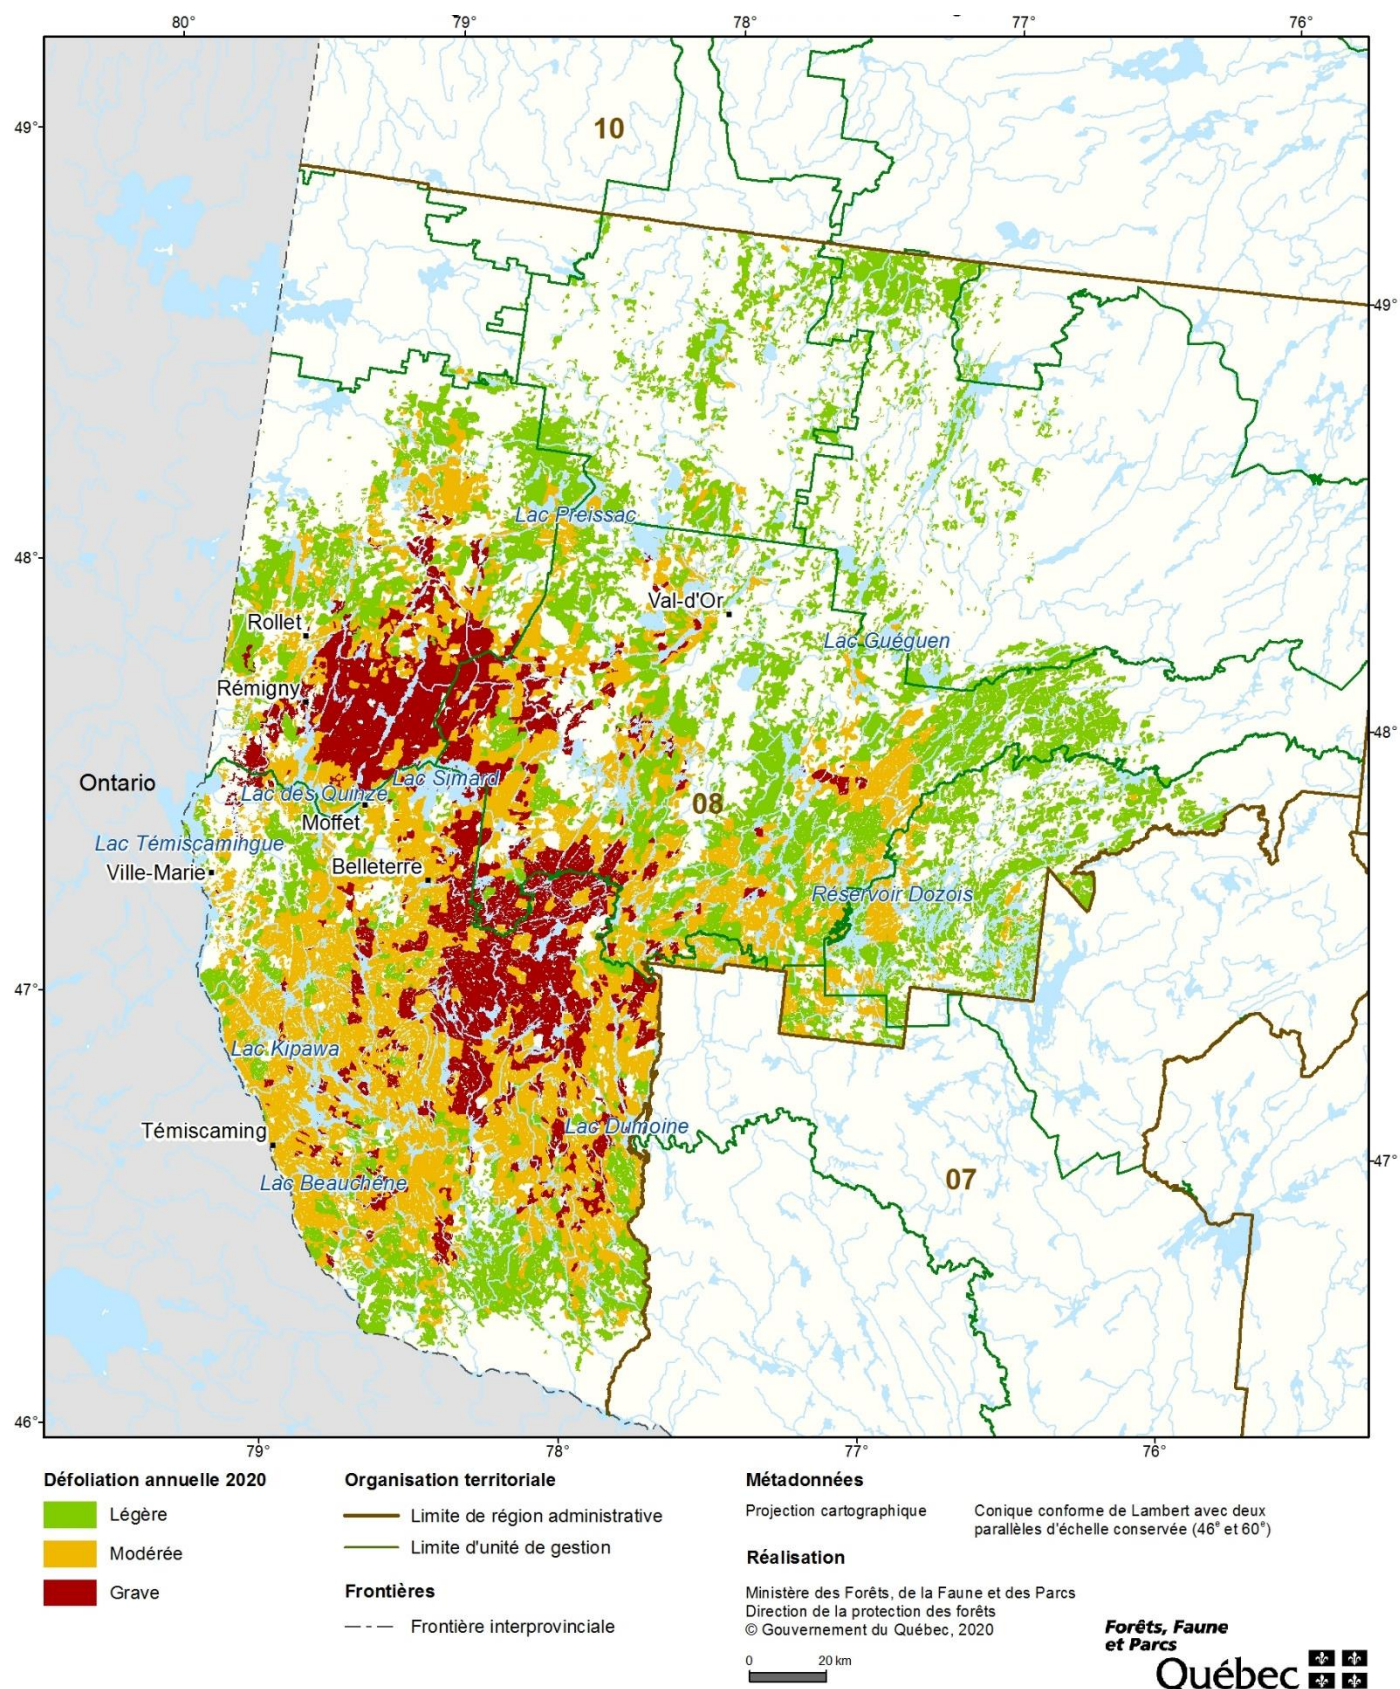 80°
79°
78°
77°
76°
49°
10
49°
Lac Preissac
48°
Val-d'Or
Rollet
Lac Guéguen
Rémigny
48°
Ontario
Lac Simard
Lac des Quinze
08
Moffet
Lac Témiscamihgue
Belleterre
Ville-Marie
Réservoir Dozois
47°
Lac Kipawa
Lac Dumoine
Témiscaming
47°
07
Lac Beauchêne
46°
79°
78°
77°
76°
Défoliation annuelle 2020
Légère
Modérée
Grave
Organisation territoriale
Limite de région administrative
Limite d'unité de gestion
Frontières
Frontière interprovinciale
Métadonnées
Projection cartographique
Conique conforme de Lambert avec deux
parallèles d'échelle conservée (46e et 60e)
Réalisation
Ministère des Forêts, de la Faune et des Parcs
Direction de la protection des forêts
© Gouvernement du Québec, 2020
0 20 km
Forêts, Faune
et Parcs
Québec